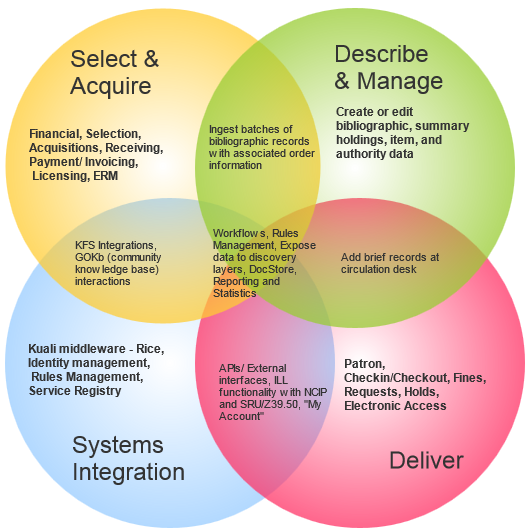 Select &
Acquire
Describe
& Manage
Financial, Selection,
Acquisitions, Receiving,
Payment/ Invoicing,
Licensing, ERM
Ingest batches of
bibliographic records
with associated order
information
Create or edit
bibliographic, summary
holdings, item, and
authority data
KFS Integrations,
GOKb (community
knowledge base)
interactions
Workflows, Rules
Management, Expose
data to discovery
layers, DocStore,
Reporting and
Statistics
Add brief records at
circulation desk
Kuali middleware - Rice,
Identity management,
Rules Management,
Service Registry
APIs/ External
interfaces, ILL
functionality with NCIP
and SRU/Z39.50, "My
Account"
Patron,
Checkin/Checkout, Fines,
Requests, Holds,
Electronic Access
Systems
Integration
Deliver